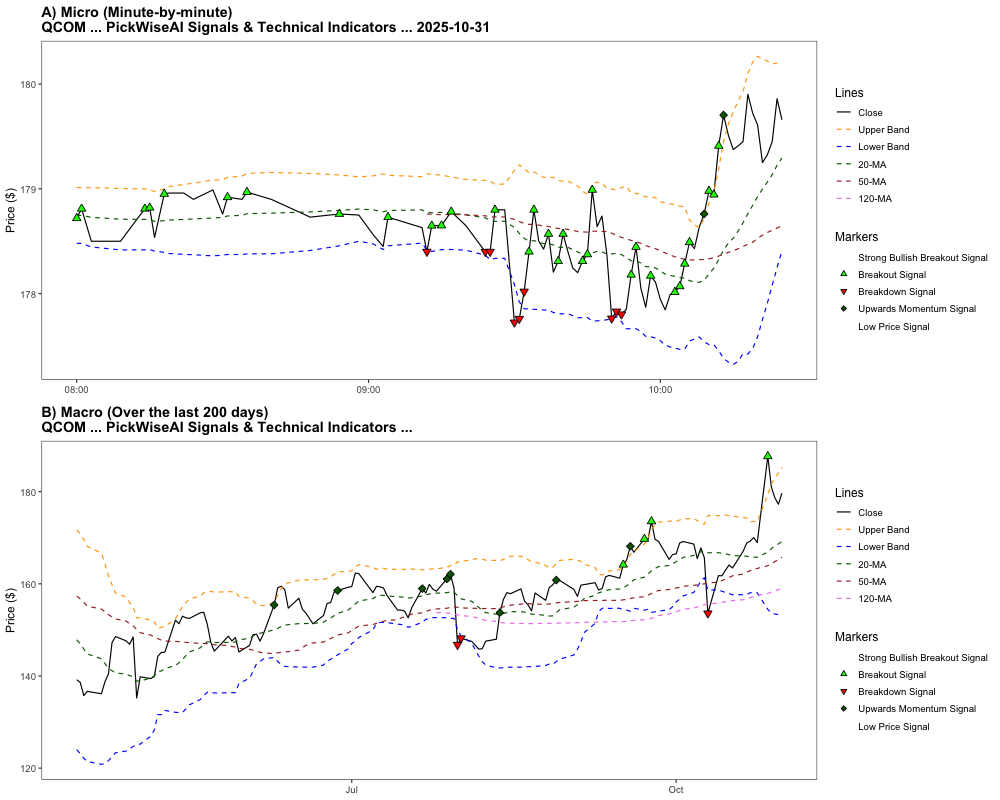 A) Micro (Minute-by-minute)
QCOM ... PickWiseAI Signals & Technical Indicators ... 2025-10-31
Price ($)
180
179
178
08:00
09:00
10:00
Lines
Close
Upper Band
Lower Band
20-MA
50-MA
120-MA
Markers
Strong Bullish Breakout Signal
Breakout Signal
Breakdown Signal
Upwards Momentum Signal
Low Price Signal
B) Macro (Over the last 200 days)
QCOM ... PickWiseAI Signals & Technical Indicators ...
Price ($)
180
160
140
120
Jul
Oct
Lines
Close
Upper Band
Lower Band
20-MA
50-MA
120-MA
Markers
Strong Bullish Breakout Signal
Breakout Signal
Breakdown Signal
Upwards Momentum Signal
Low Price Signal